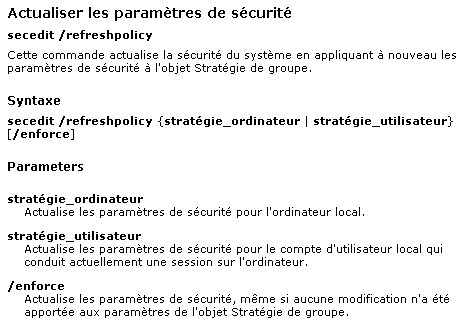 Actualiser les paramètres de sécurité
secedit /refreshpolicy
Cette commande actualise la sécurité du système en appliquant à nouveau les
paramètres de sécurité à l'objet Stratégie de groupe.
Syntaxe
secedit /refreshpolicy {stratégie_ordinateur | stratégie_utilisateur}
[/enforce]
Parameters
stratégie_ordinateur
Actualise les paramètres de sécurité pour l'ordinateur local.
stratégie_utilisateur
Actualise les paramètres de sécurité pour le compte d'utilisateur local qui
conduit actuellement une session sur l'ordinateur.
/enforce
Actualise les paramètres de sécurité, même si aucune modification n'a été
apportée aux paramètres de l'objet Stratégie de groupe.